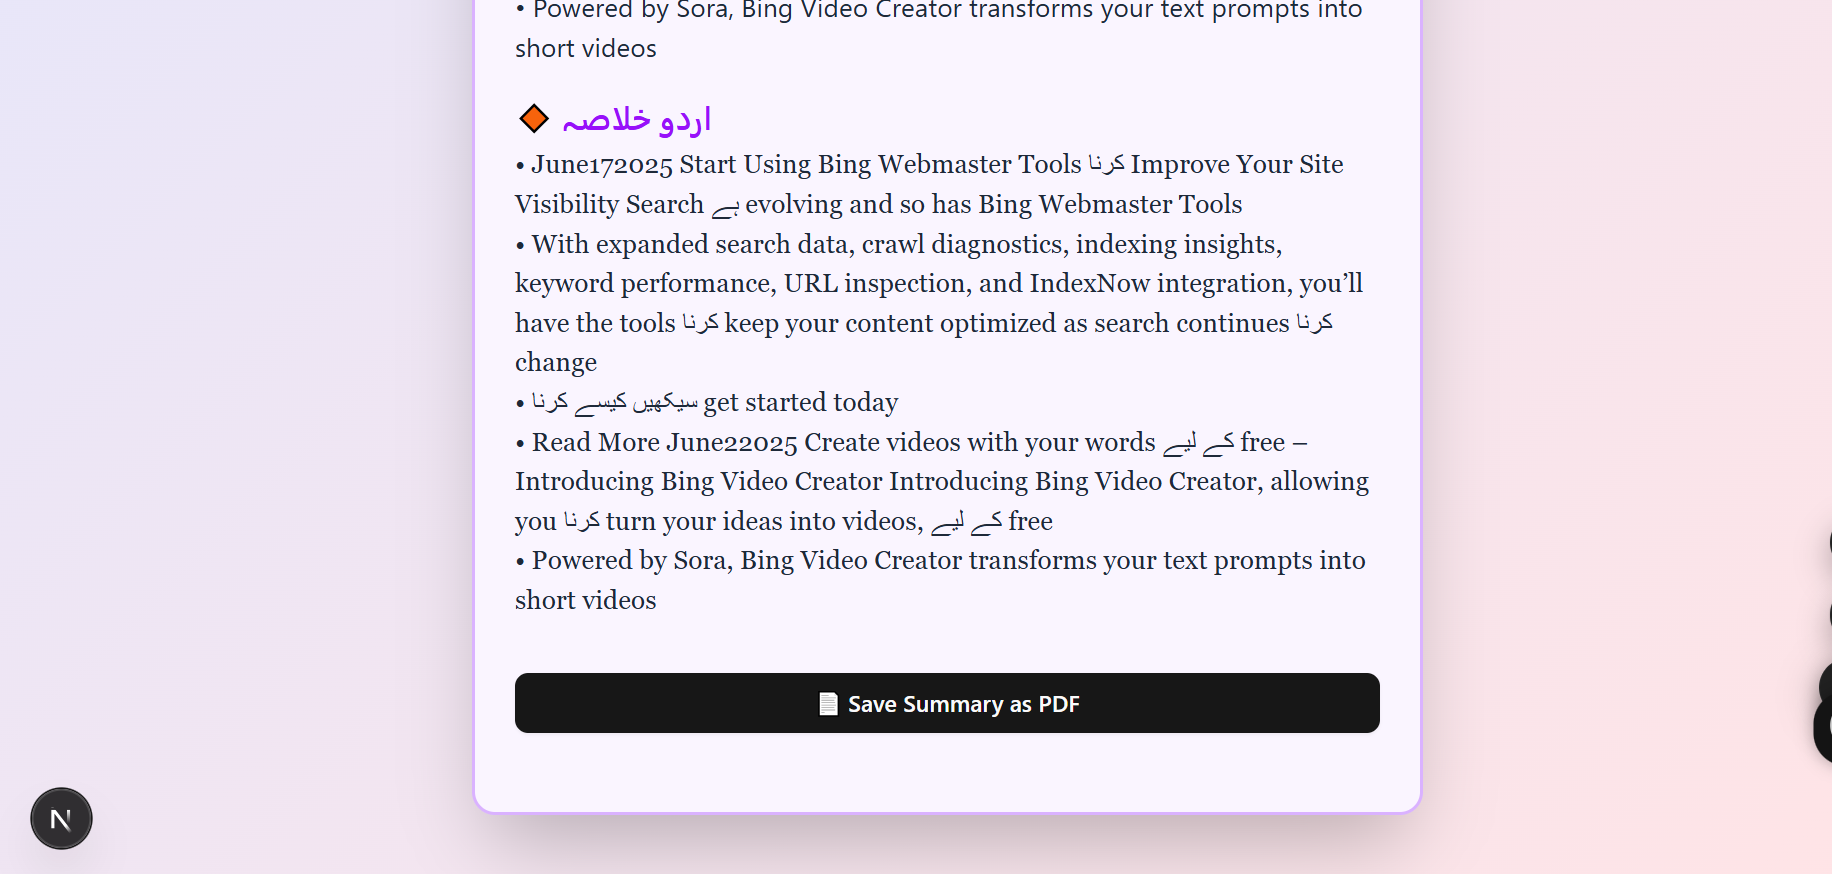 • Powered by Sora, Bing Video Creator transforms your text prompts into
short videos
اردو خلاصہ
• June172025 Start Using Bing Webmaster Tools کرنا Improve Your Site
Visibility Search ہے evolving and so has Bing Webmaster Tools
• With expanded search data, crawl diagnostics, indexing insights,
keyword performance, URL inspection, and IndexNow integration, you’ll
have the tools کرنا keep your content optimized as search continues کرنا
change
• سیکھیں کیسے کرنا get started today
• Read More June22025 Create videos with your words کے لیے free –
Introducing Bing Video Creator Introducing Bing Video Creator, allowing
you کرنا turn your ideas into videos, کے لیے free
• Powered by Sora, Bing Video Creator transforms your text prompts into
short videos
Save Summary as PDF
N